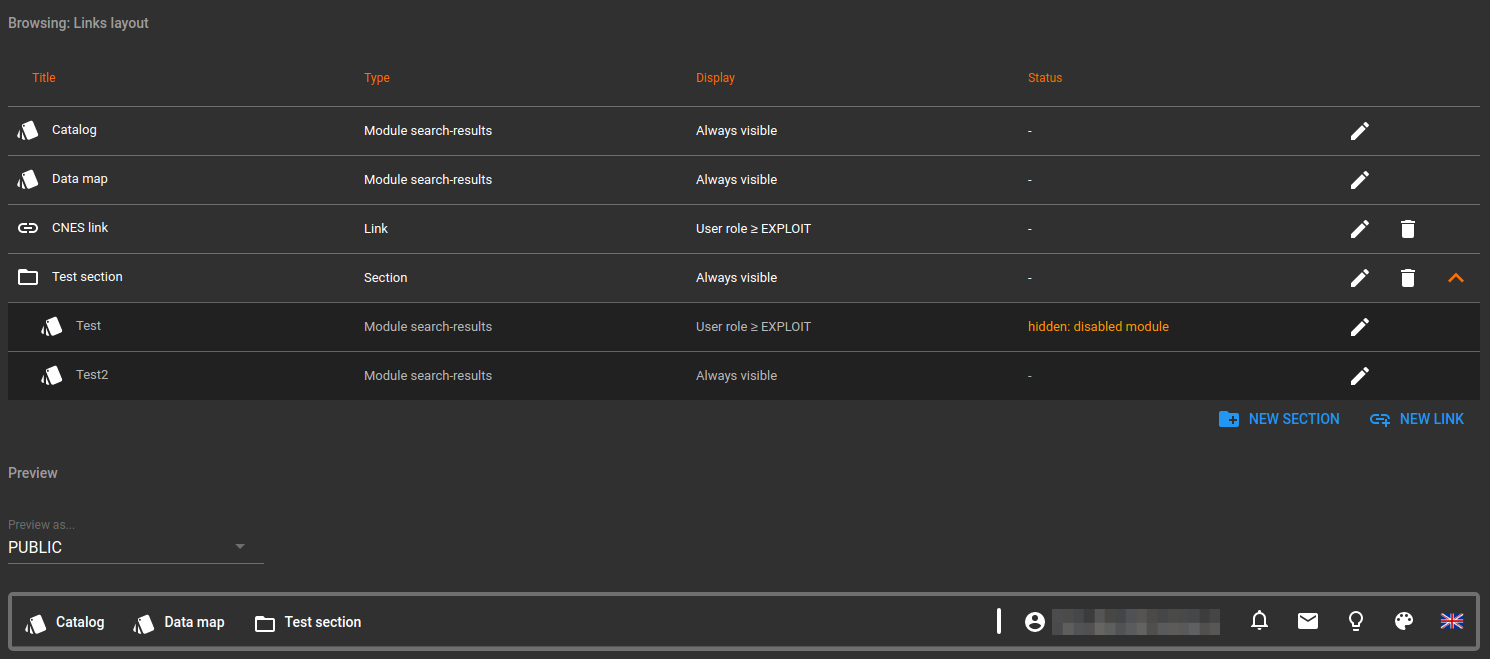 Browsing: Links layout
Title Type Display Status
Catalog Module search-results Always visible -
Data map Module search-results Always visible -
CNES link Link User role ≥ EXPLOIT -
Test section Section Always visible -
Test Module search-results User role ≥ EXPLOIT hidden: disabled module
Test2 Module search-results Always visible -
NEW SECTION NEW LINK
Preview
Preview as...
PUBLIC
Catalog Data map Test section